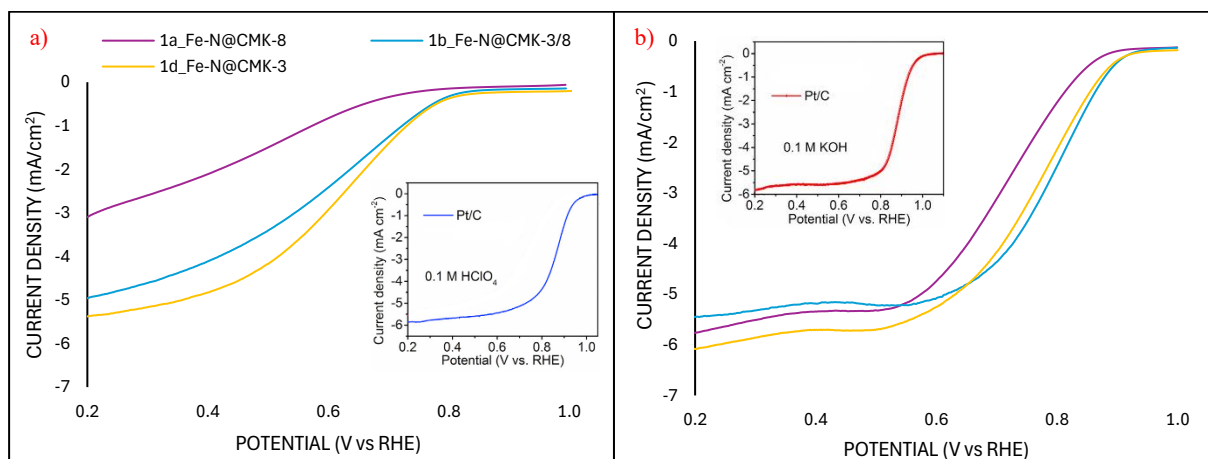 a)
1a_Fe-N@CMK-8
1b_Fe-N@CMK-3/8
1d_Fe-N@CMK-3
CURRENT DENSITY (mA/cm²)
0
-1
-2
-3
-4
-5
-6
-7
0.2
0.4
0.6
0.8
1.0
POTENTIAL (V vs RHE)
Current density (mA cm⁻²)
0
-1
-2
-3
-4
-5
-6
Pt/C
0.1 M HClO₄
0.2
0.4
0.6
0.8
1.0
Potential (V vs. RHE)
b)
CURRENT DENSITY (mA/cm²)
0
-1
-2
-3
-4
-5
-6
-7
0.2
0.4
0.6
0.8
1.0
POTENTIAL (V vs RHE)
Current density (mA cm⁻²)
0
-1
-2
-3
-4
-5
-6
Pt/C
0.1 M KOH
0.2 0.3 0.4 0.5 0.6 0.7 0.8 0.9 1.0 1.1
Potential (V vs. RHE)